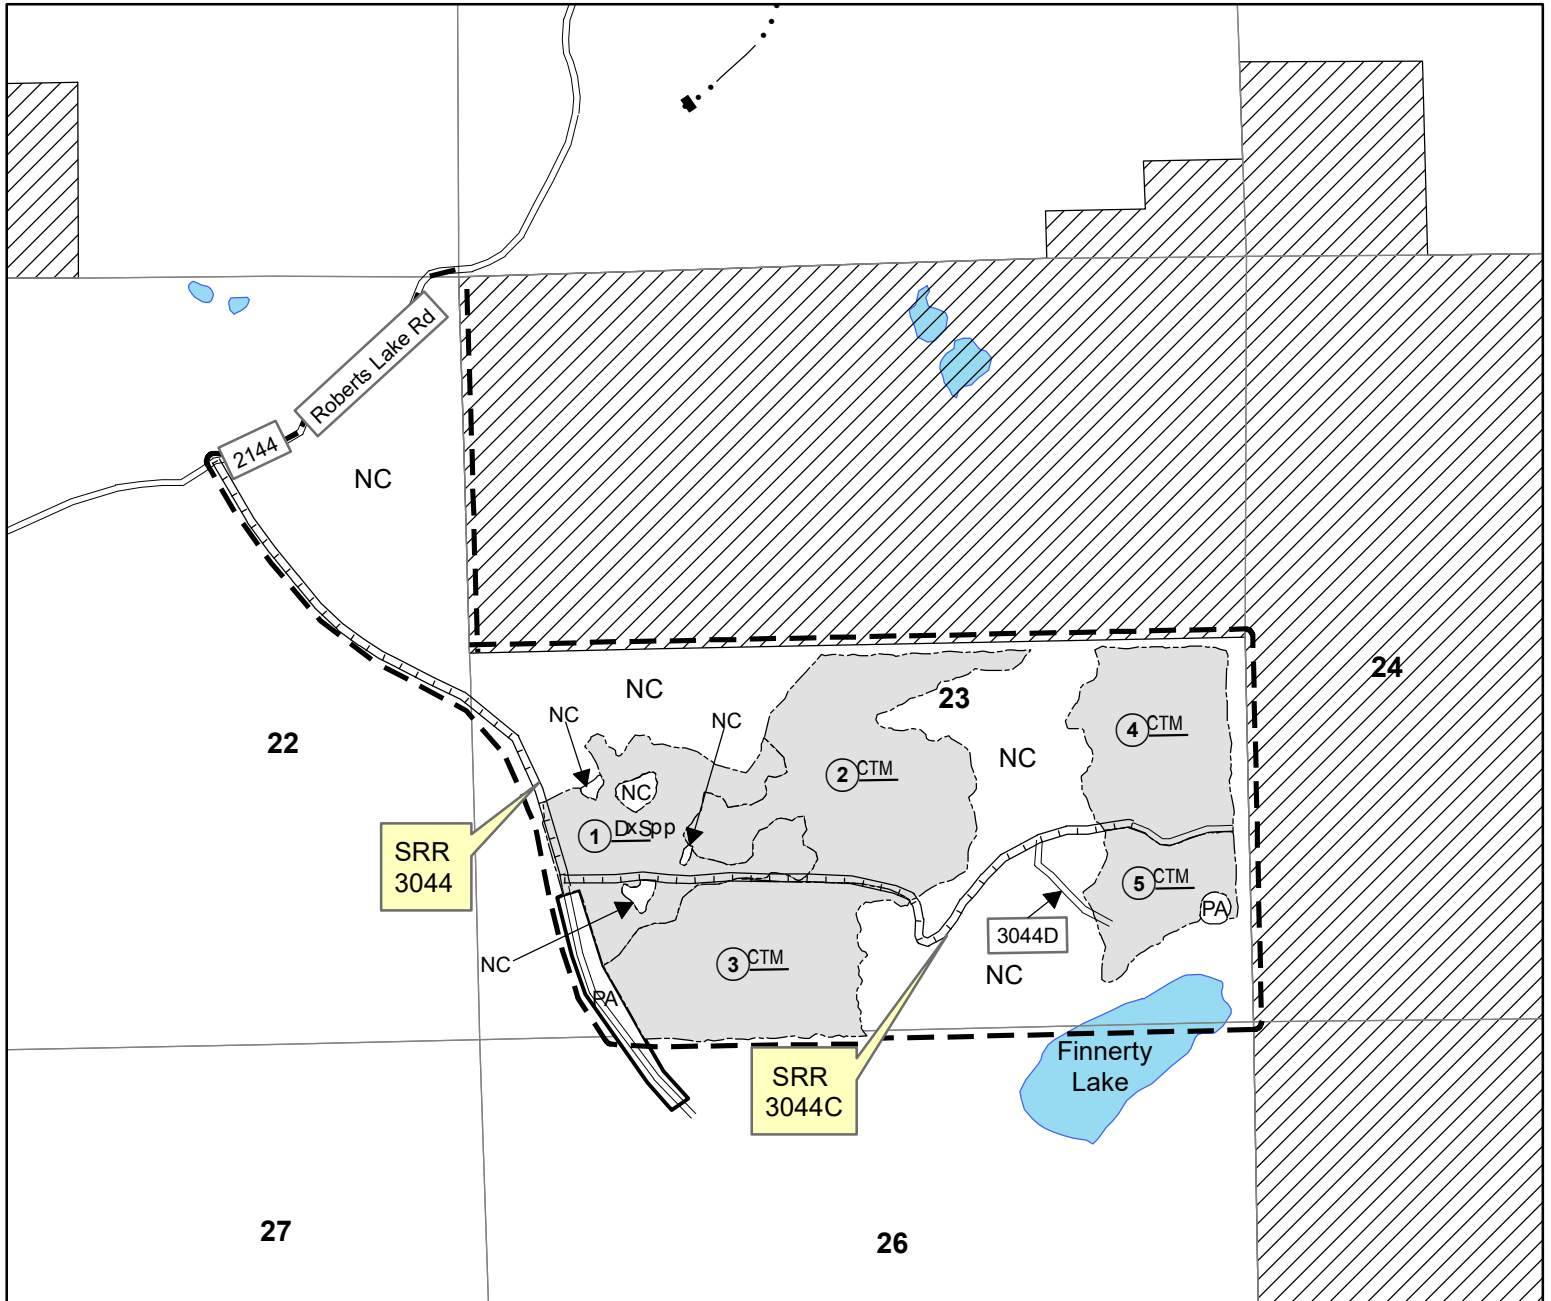 Roberts Lake Rd
2144
NC
24
NC
23
NC
NC
22
4 CTM
NC
2 CTM
NC
1 DxSpp
SRR
3044
5 CTM
PA
3044D
3 CTM
NC
NC
PA
Finnerty
Lake
SRR
3044C
27
26